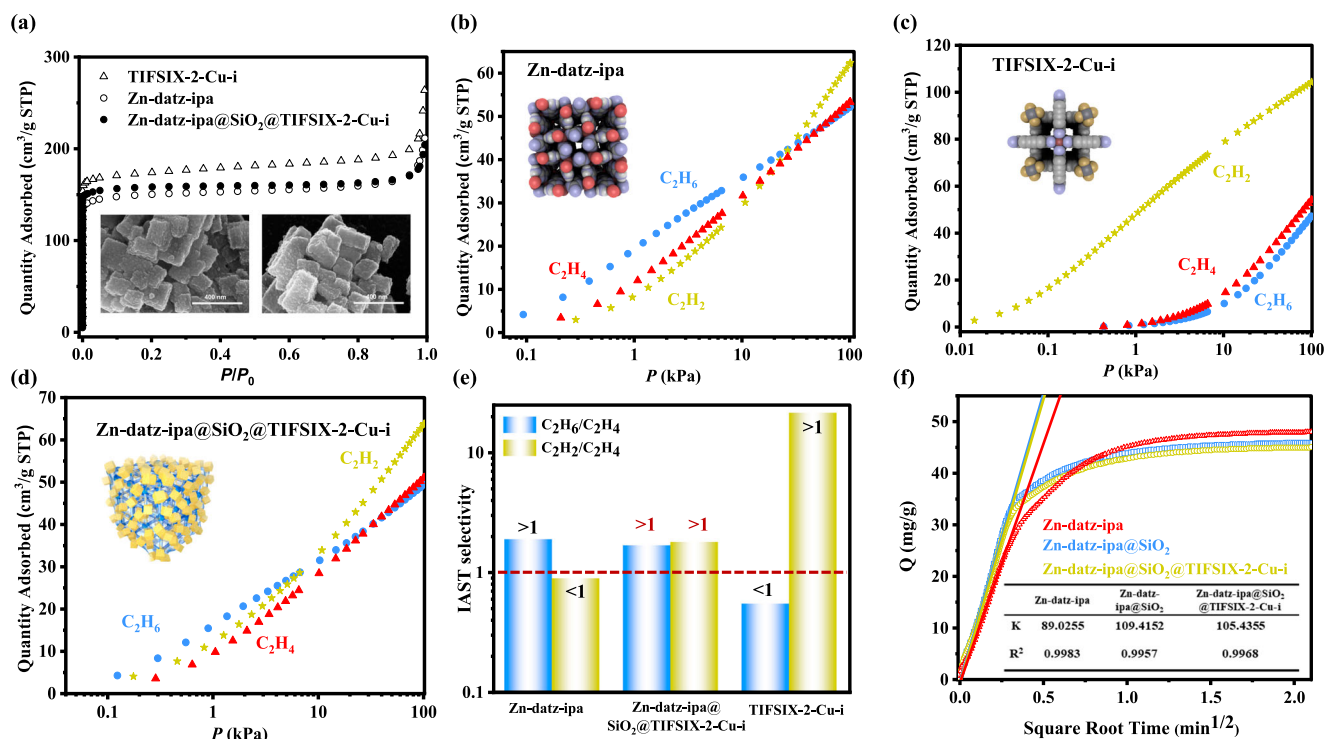 (a)
300
200
100
0
Quantity Adsorbed (cm³/g STP)
TIFSIX-2-Cu-i
Zn-datz-ipa
Zn-datz-ipa@SiO₂@TIFSIX-2-Cu-i
400 nm
400 nm
0.0 0.2 0.4 0.6 0.8 1.0
P/P₀
(b)
Zn-datz-ipa
60
50
40
30
20
10
0
Quantity Adsorbed (cm³/g STP)
C₂H₆
C₂H₄
C₂H₂
0.1 1 10 100
P (kPa)
(c)
TIFSIX-2-Cu-i
120
100
80
60
40
20
0
Quantity Adsorbed (cm³/g STP)
C₂H₂
C₂H₄
C₂H₆
0.01 0.1 1 10 100
P (kPa)
(d)
Zn-datz-ipa@SiO₂@TIFSIX-2-Cu-i
70
60
50
40
30
20
10
0
Quantity Adsorbed (cm³/g STP)
C₂H₂
C₂H₆
C₂H₄
0.1 1 10 100
P (kPa)
(e)
C₂H₆/C₂H₄
C₂H₂/C₂H₄
10
1
0.1
IAST selectivity
>1
<1
>1
>1
<1
>1
1
Zn-datz-ipa
Zn-datz-ipa@
SiO₂@TIFSIX-2-Cu-i
TIFSIX-2-Cu-i
(f)
50
40
30
20
10
0
Q (mg/g)
Zn-datz-ipa
Zn-datz-ipa@SiO₂
Zn-datz-ipa@SiO₂@TIFSIX-2-Cu-i
Zn-datz-ipa
Zn-datz-
ipa@SiO₂
Zn-datz-ipa@SiO₂
@TIFSIX-2-Cu-i
K 89.0255 109.4152 105.4355
R² 0.9983 0.9957 0.9968
0.0 0.5 1.0 1.5 2.0
Square Root Time (min¹ᐟ²)